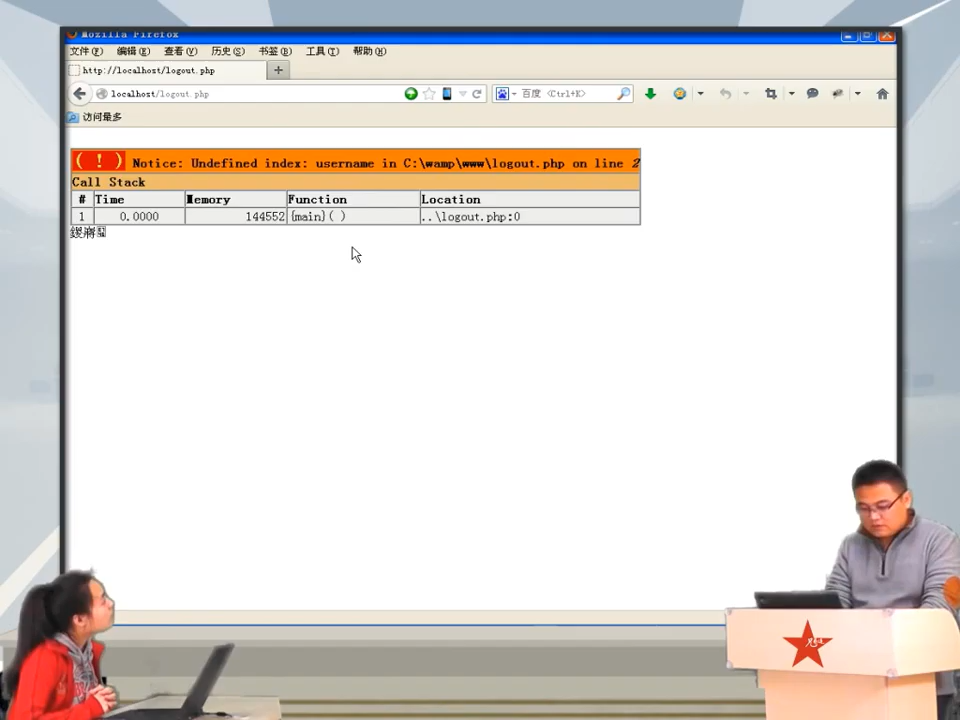 Mozilla Firefox
文件(F) 编辑(E) 查看(V) 历史(S) 书签(B) 工具(T) 帮助(H)
http://localhost/logout.php +
localhost/logout.php 百度 <Ctrl+K>
访问最多
( ! ) Notice: Undefined index: username in C:\wamp\www\logout.php on line 2
Call Stack
# Time Memory Function Location
1 0.0000 144552 {main}( ) ..\logout.php:0